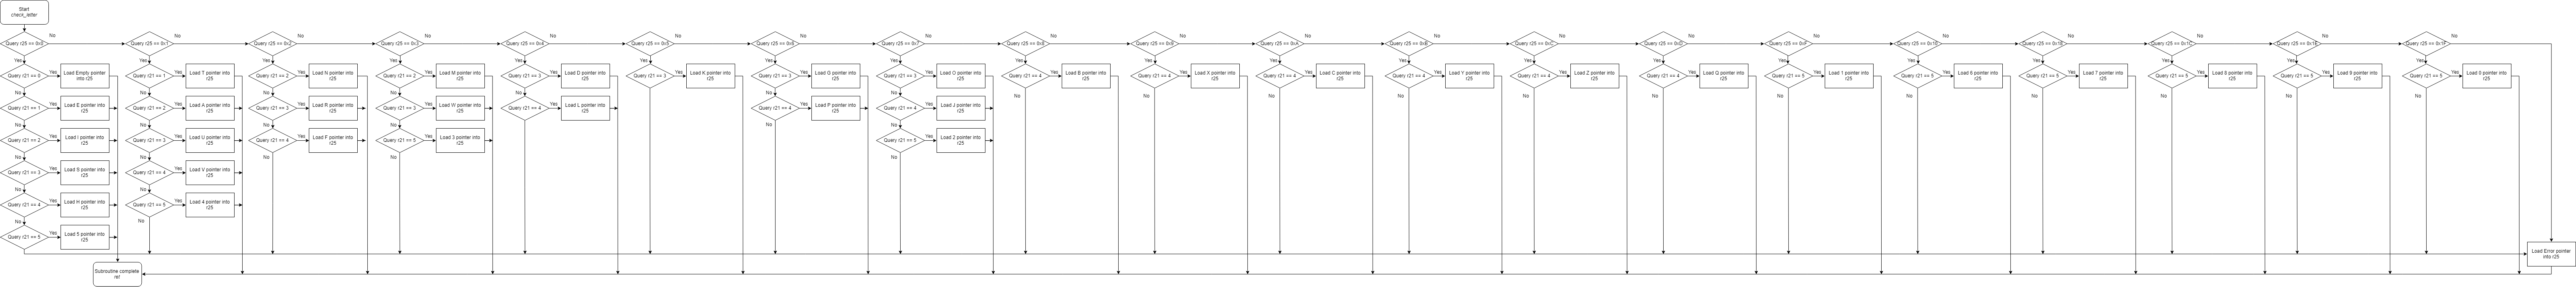 Start
check_letter
Query r25 == 0x0
No
Yes
Query r21 == 0
Yes
Load Empty pointer
into r25
No
Query r21 == 1
Yes
Load E pointer into
r25
No
Query r21 == 2
Yes
Load I pointer into
r25
No
Query r21 == 3
Yes
Load S pointer into
r25
No
Query r21 == 4
Yes
Load H pointer into
r25
No
Query r21 == 5
Yes
Load 5 pointer into
r25
Subroutine complete
ret
Query r25 == 0x1
No
Yes
Query r21 == 1
Yes
Load T pointer into
r25
No
Query r21 == 2
Yes
Load A pointer into
r25
No
Query r21 == 3
Yes
Load U pointer into
r25
No
Query r21 == 4
Yes
Load V pointer into
r25
No
Query r21 == 5
Yes
Load 4 pointer into
r25
No
Query r25 == 0x2
No
Yes
Query r21 == 2
Yes
Load N pointer into
r25
No
Query r21 == 3
Yes
Load R pointer into
r25
No
Query r21 == 4
Yes
Load F pointer into
r25
No
Query r25 == 0x3
No
Yes
Query r21 == 2
Yes
Load M pointer into
r25
No
Query r21 == 3
Yes
Load W pointer into
r25
No
Query r21 == 5
Yes
Load 3 pointer into
r25
No
Query r25 == 0x4
No
Yes
Query r21 == 3
Yes
Load D pointer into
r25
No
Query r21 == 4
Yes
Load L pointer into
r25
No
Query r25 == 0x5
No
Yes
Query r21 == 3
Yes
Load K pointer into
r25
No
Query r25 == 0x6
No
Yes
Query r21 == 3
Yes
Load G pointer into
r25
No
Query r21 == 4
Yes
Load P pointer into
r25
No
Query r25 == 0x7
No
Yes
Query r21 == 3
Yes
Load O pointer into
r25
No
Query r21 == 4
Yes
Load J pointer into
r25
No
Query r21 == 5
Yes
Load 2 pointer into
r25
No
Query r25 == 0x8
No
Yes
Query r21 == 4
Yes
Load B pointer into
r25
No
Query r25 == 0x9
No
Yes
Query r21 == 4
Yes
Load X pointer into
r25
No
Query r25 == 0xA
No
Yes
Query r21 == 4
Yes
Load C pointer into
r25
No
Query r25 == 0xB
No
Yes
Query r21 == 4
Yes
Load Y pointer into
r25
No
Query r25 == 0xC
No
Yes
Query r21 == 4
Yes
Load Z pointer into
r25
No
Query r25 == 0xD
No
Yes
Query r21 == 4
Yes
Load Q pointer into
r25
No
Query r25 == 0xF
No
Yes
Query r21 == 5
Yes
Load 1 pointer into
r25
No
Query r25 == 0x10
No
Yes
Query r21 == 5
Yes
Load 6 pointer into
r25
No
Query r25 == 0x18
No
Yes
Query r21 == 5
Yes
Load 7 pointer into
r25
No
Query r25 == 0x1C
No
Yes
Query r21 == 5
Yes
Load 8 pointer into
r25
No
Query r25 == 0x1E
No
Yes
Query r21 == 5
Yes
Load 9 pointer into
r25
No
Query r25 == 0x1F
No
Yes
Query r21 == 5
Yes
Load 0 pointer into
r25
No
Load Error pointer
into r25